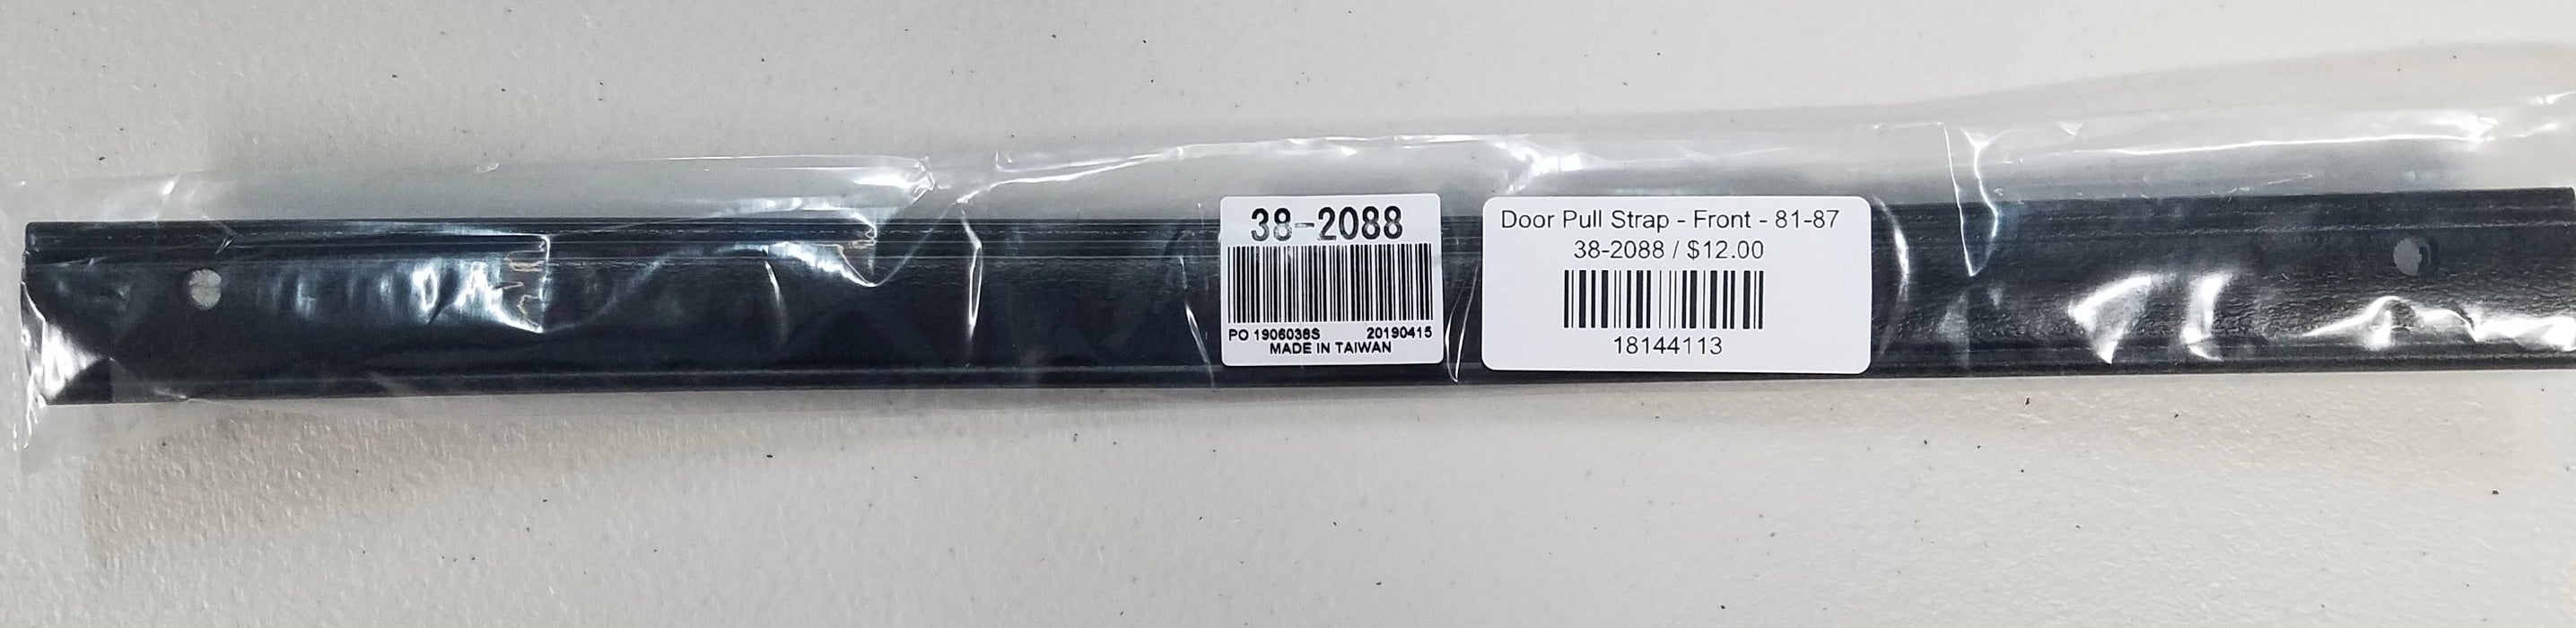 38-2088
PO 1906038S 20190415
MADE IN TAIWAN
Door Pull Strap - Front - 81-87
38-2088 / $12.00
18144113